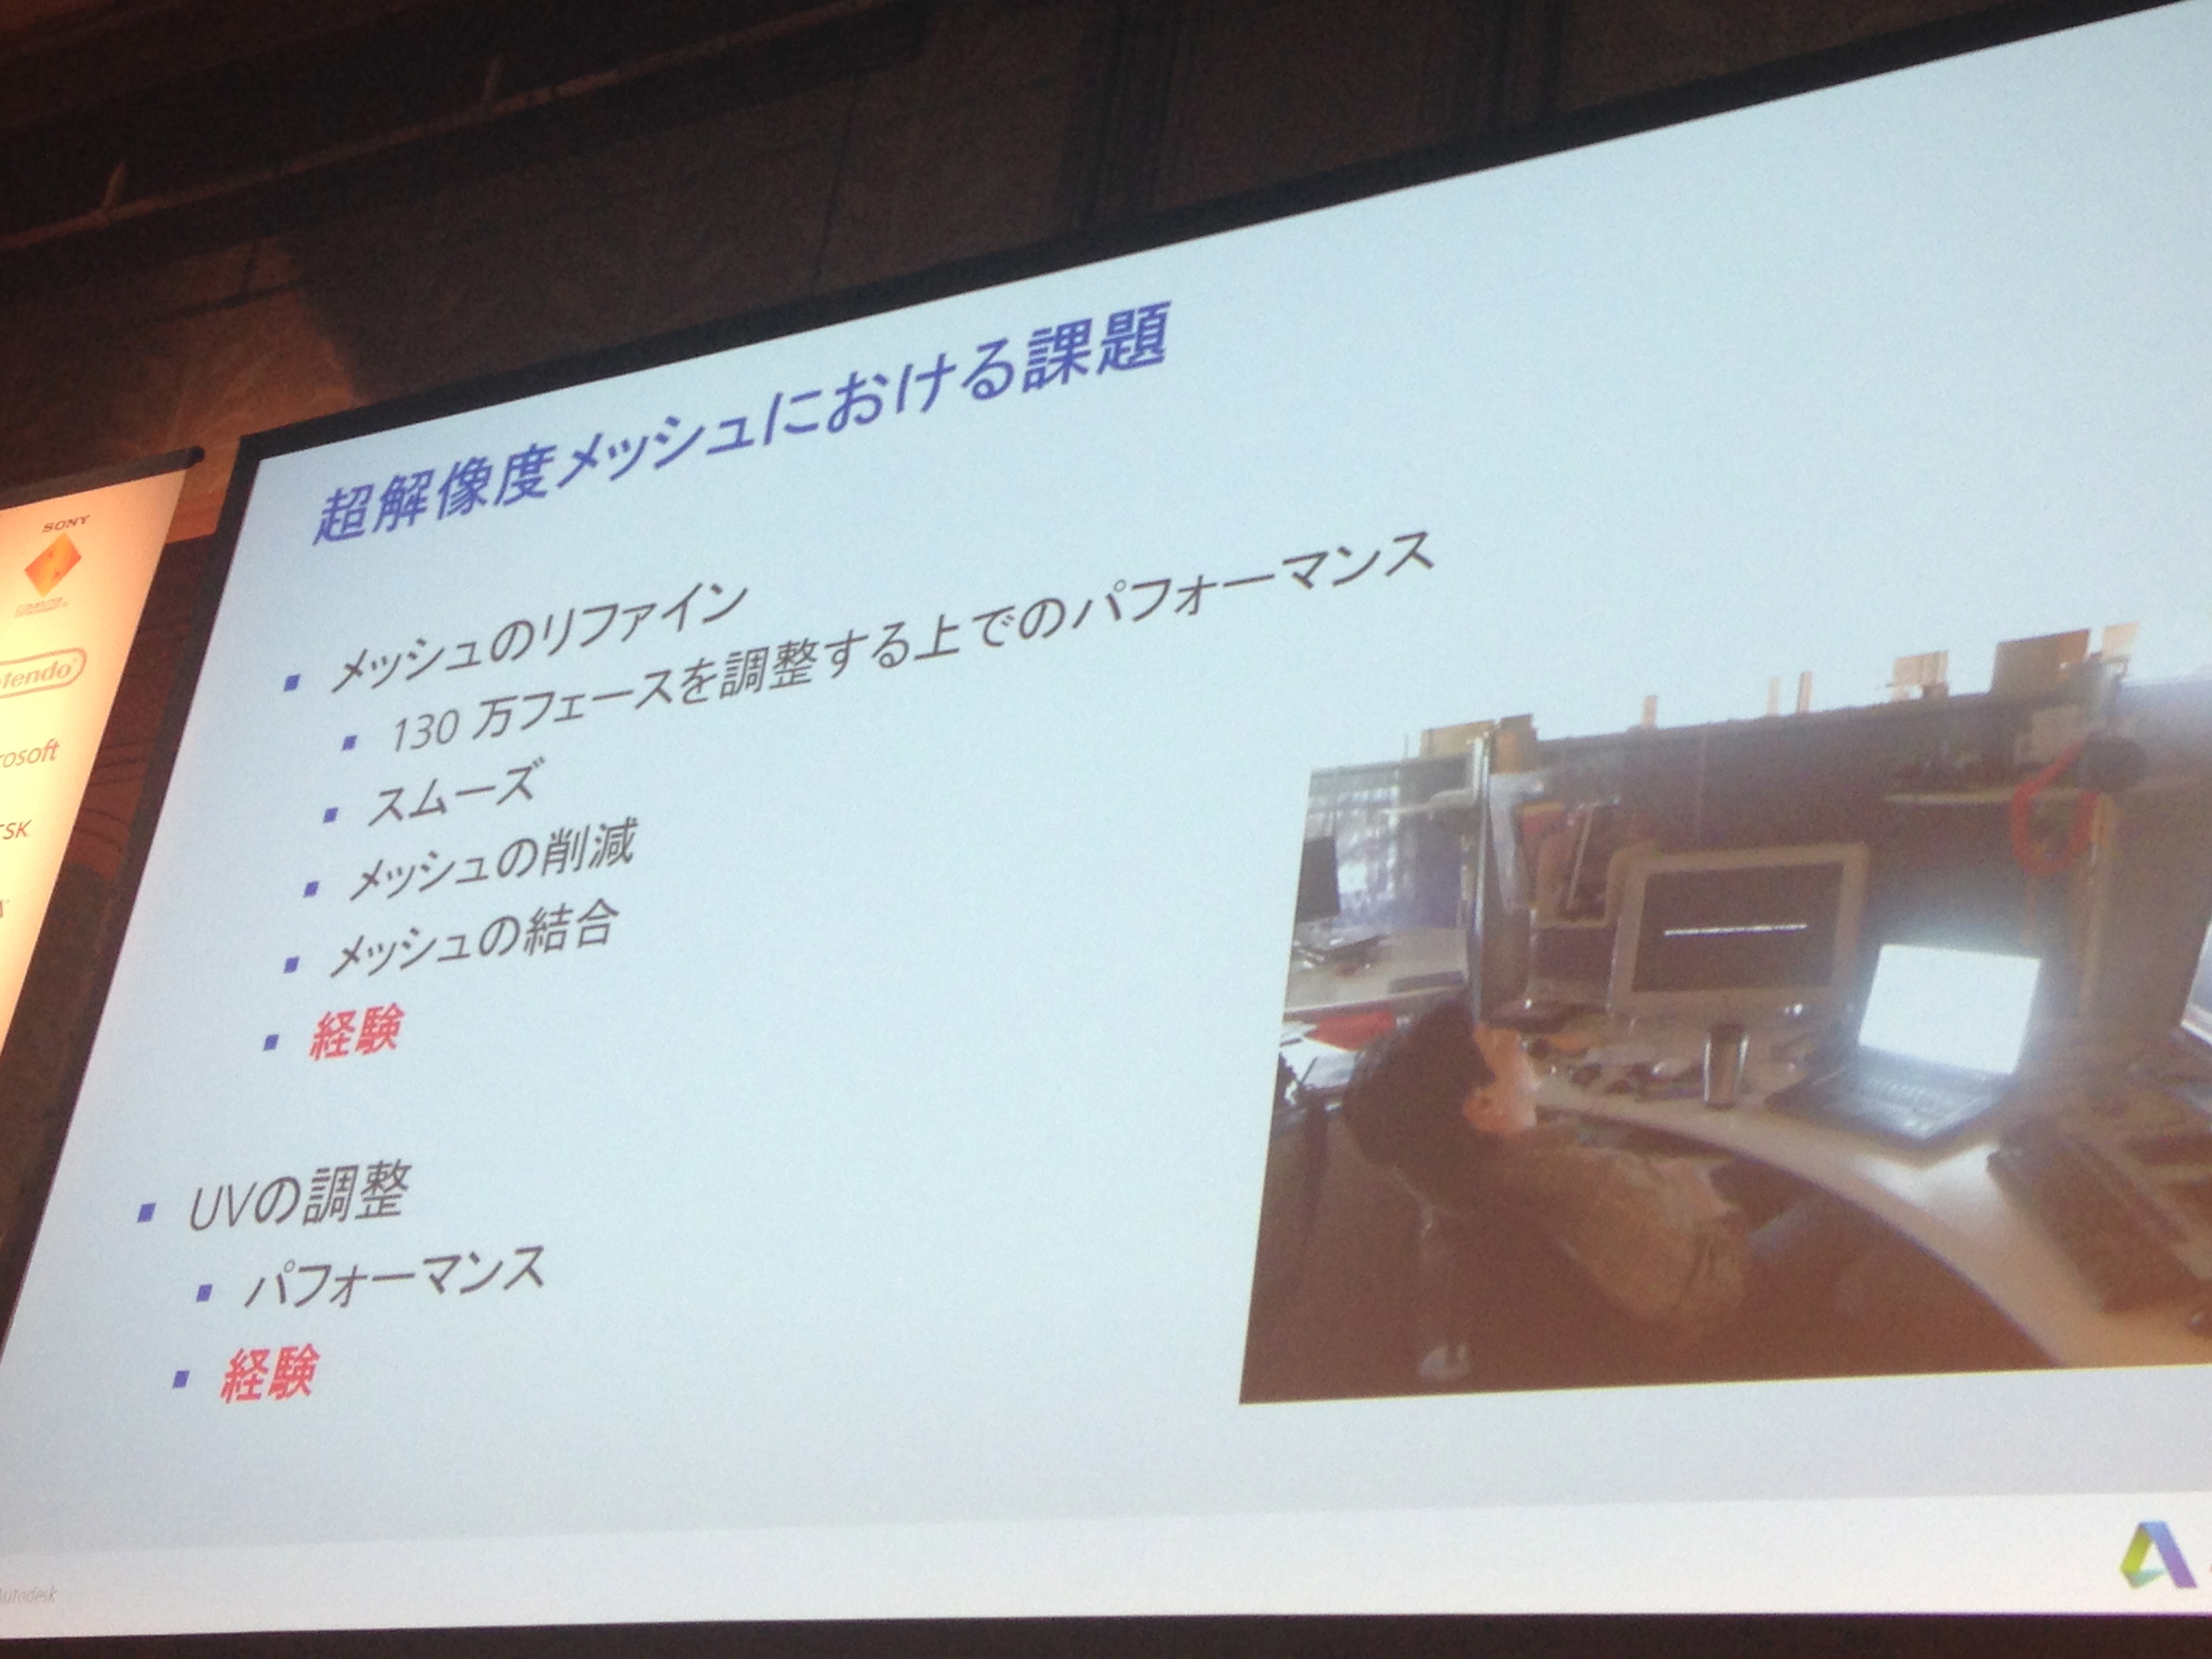 超解像度メッシュにおける課題
メッシュのリファイン
130 万フェースを調整する上でのパフォーマンス
スムーズ
メッシュの削減
メッシュの結合
経験
UVの調整
パフォーマンス
経験
SONY
tendo
rosoft
TSK
Autodesk